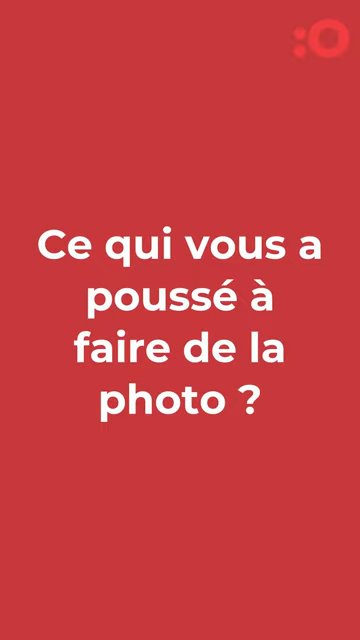 :O
Ce qui vous a
poussé à
faire de la
photo ?